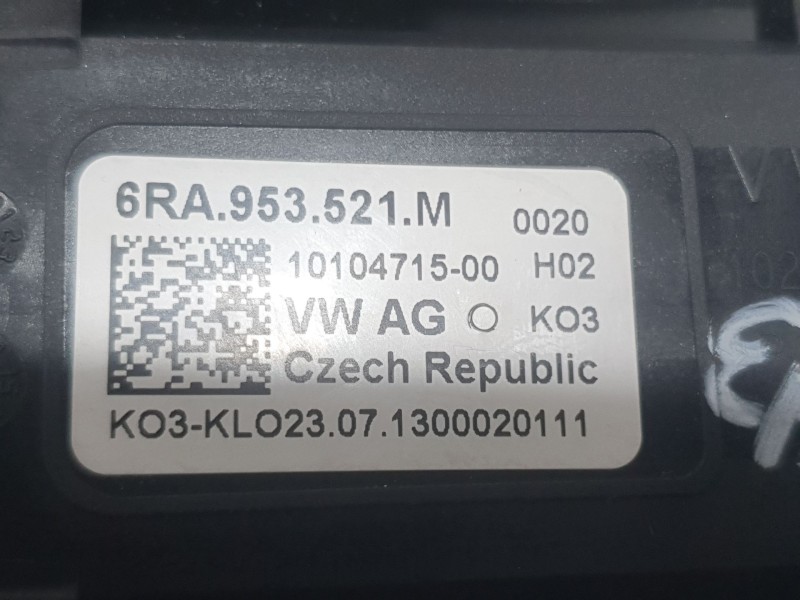 6RA.953.521.M 0020
10104715-00 H02
VW AG KO3
Czech Republic
KO3-KLO23.07.1300020111